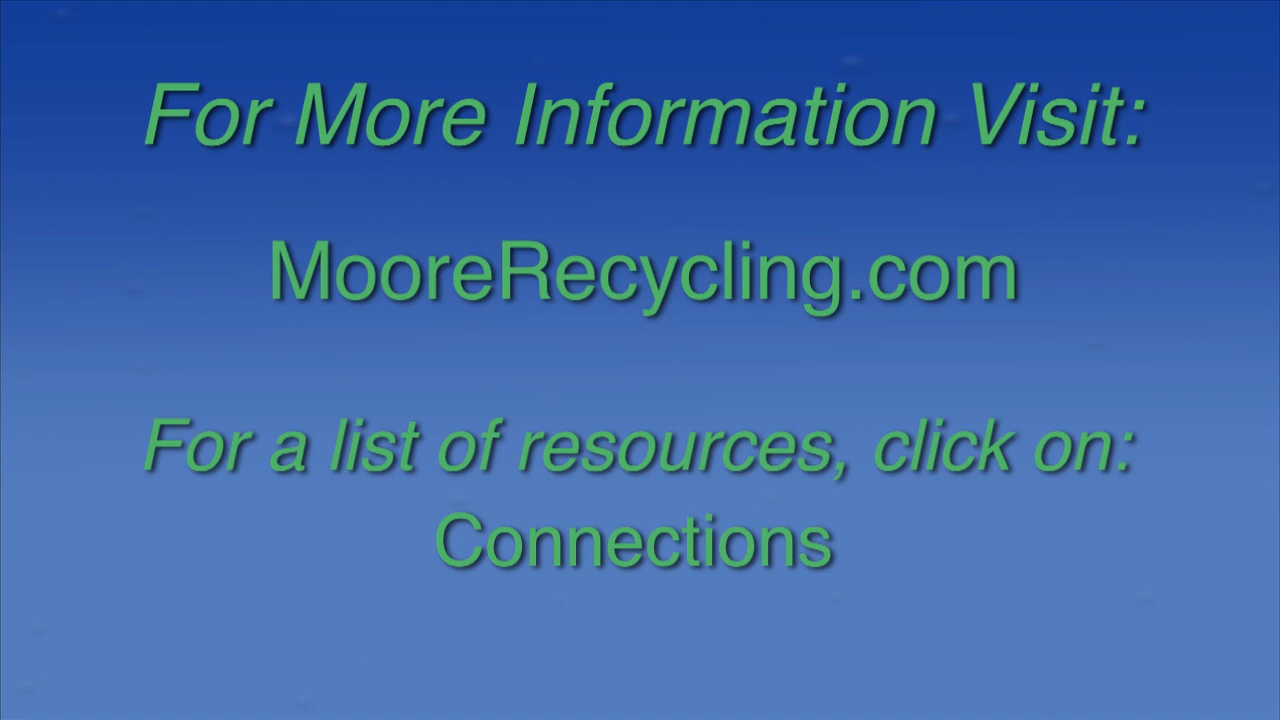 For More Information Visit:
MooreRecycling.com
For a list of resources, click on:
Connections